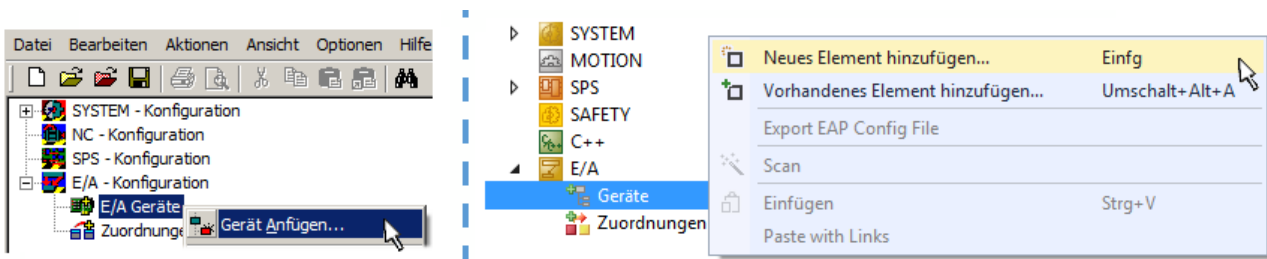 Datei Bearbeiten Aktionen Ansicht Optionen Hilfe
SYSTEM - Konfiguration
NC - Konfiguration
SPS - Konfiguration
E/A - Konfiguration
E/A Geräte
Gerät Anfügen...
Zuordnunge
SYSTEM
MOTION
SPS
SAFETY
C++
E/A
Geräte
Zuordnungen
Neues Element hinzufügen... Einfg
Vorhandenes Element hinzufügen... Umschalt+Alt+A
Export EAP Config File
Scan
Einfügen Strg+V
Paste with Links